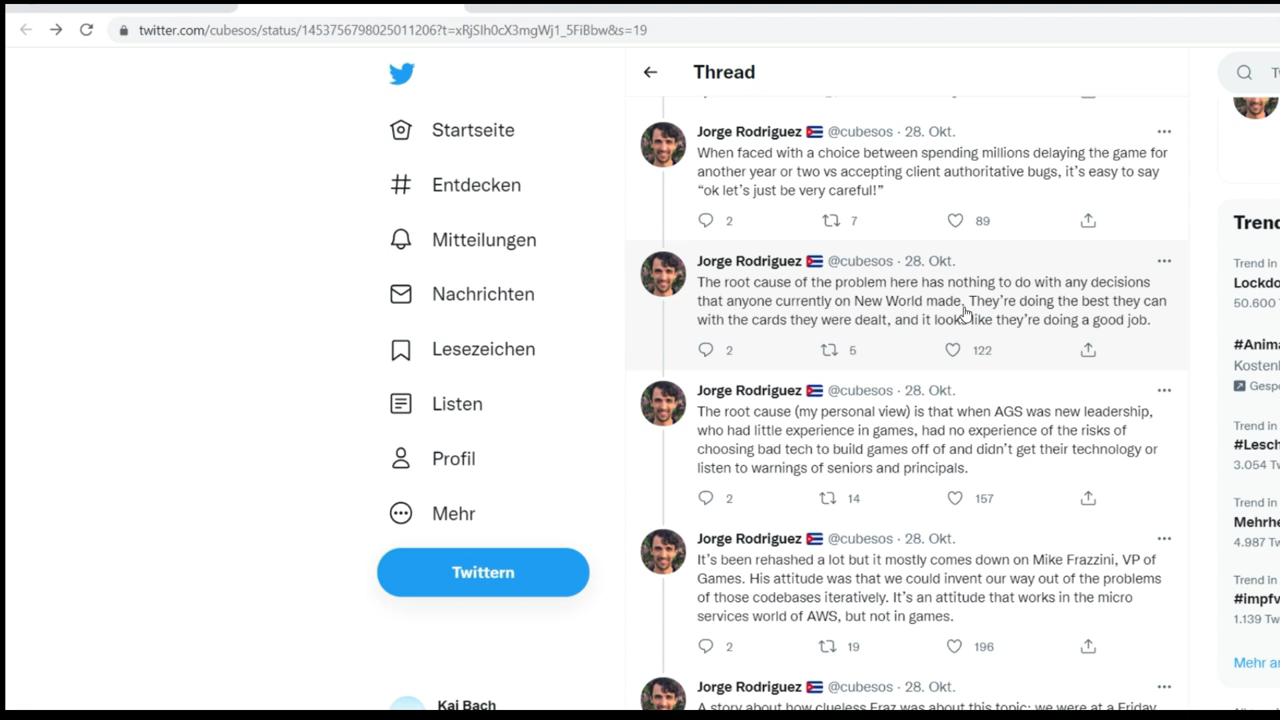 twitter.com/cubesos/status/1453756798025011206?t=xRjSIh0cX3mgWj1_5FiBbw&s=19
Startseite
Entdecken
Mitteilungen
Nachrichten
Lesezeichen
Listen
Profil
Mehr
Twittern
Kai Bach
Thread
Jorge Rodriguez 🇨🇺 @cubesos · 28. Okt.
When faced with a choice between spending millions delaying the game for
another year or two vs accepting client authoritative bugs, it's easy to say
“ok let's just be very careful!”
2 7 89
Jorge Rodriguez 🇨🇺 @cubesos · 28. Okt.
The root cause of the problem here has nothing to do with any decisions
that anyone currently on New World made. They're doing the best they can
with the cards they were dealt, and it looks like they're doing a good job.
2 5 122
Jorge Rodriguez 🇨🇺 @cubesos · 28. Okt.
The root cause (my personal view) is that when AGS was new leadership,
who had little experience in games, had no experience of the risks of
choosing bad tech to build games off of and didn't get their technology or
listen to warnings of seniors and principals.
2 14 157
Jorge Rodriguez 🇨🇺 @cubesos · 28. Okt.
It's been rehashed a lot but it mostly comes down on Mike Frazzini, VP of
Games. His attitude was that we could invent our way out of the problems
of those codebases iteratively. It's an attitude that works in the micro
services world of AWS, but not in games.
2 19 196
Jorge Rodriguez 🇨🇺 @cubesos · 28. Okt.
A story about how clueless Fraz was about this topic: we were at a Friday
Trend in
Lockdo
50.600
Trend in
#Lesch
3.054 Tw
Trend in
Mehrhe
4.987 Tw
Trend in
#impfv
1.139 Tw